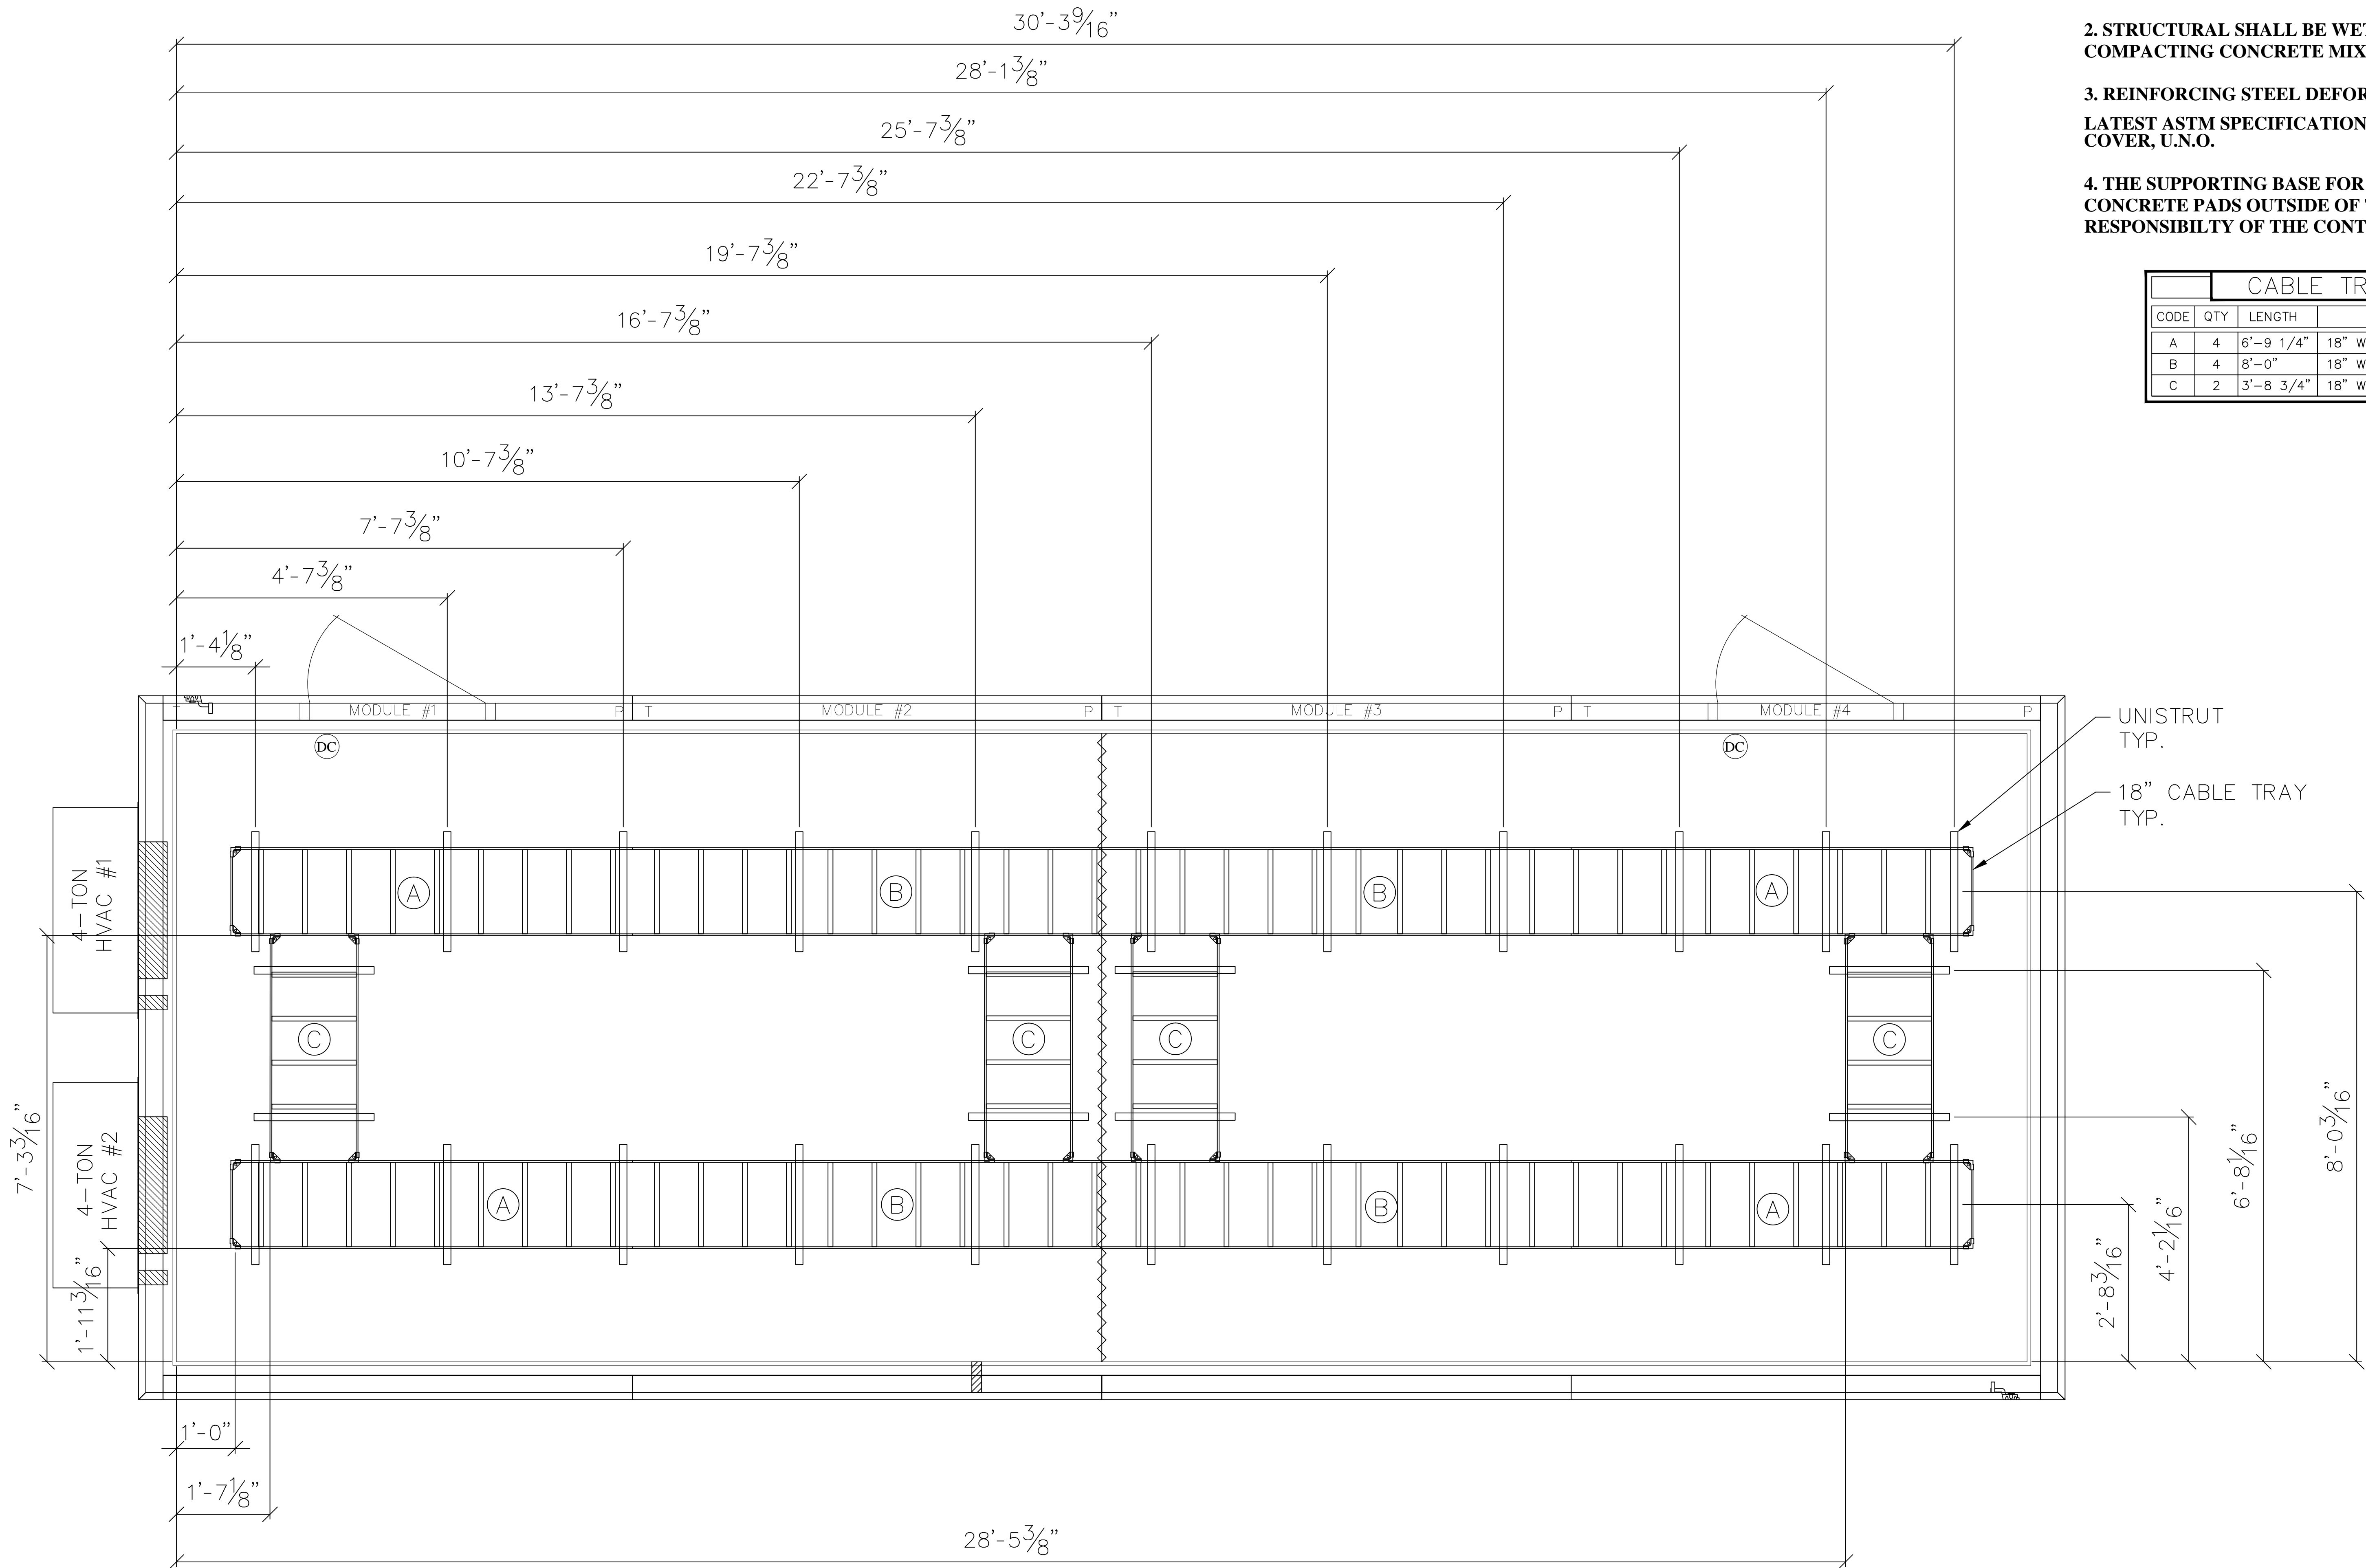 30'-3 9/16"
28'-1 3/8"
25'-7 3/8"
22'-7 3/8"
19'-7 3/8"
16'-7 3/8"
13'-7 3/8"
10'-7 3/8"
7'-7 3/8"
4'-7 3/8"
1'-4 1/8"
2. STRUCTURAL SHALL BE WE
COMPACTING CONCRETE MIX
3. REINFORCING STEEL DEFOR
LATEST ASTM SPECIFICATION
COVER, U.N.O.
4. THE SUPPORTING BASE FOR
CONCRETE PADS OUTSIDE OF
RESPONSIBILTY OF THE CONT
CABLE TR
CODE QTY LENGTH
A 4 6'-9 1/4" 18" W
B 4 8'-0" 18" W
C 2 3'-8 3/4" 18" W
T MODULE #1 P T MODULE #2 P T MODULE #3 P T MODULE #4 P
DC DC
UNISTRUT
TYP.
18" CABLE TRAY
TYP.
4-TON
HVAC #1
A B B A
C C C C
4-TON
HVAC #2
A B B A
7'-3 3/16"
1'-11 3/16"
2'-8 3/16"
4'-2 1/16"
6'-8 1/16"
8'-0 3/16"
1'-0"
1'-7 1/8"
28'-5 3/8"